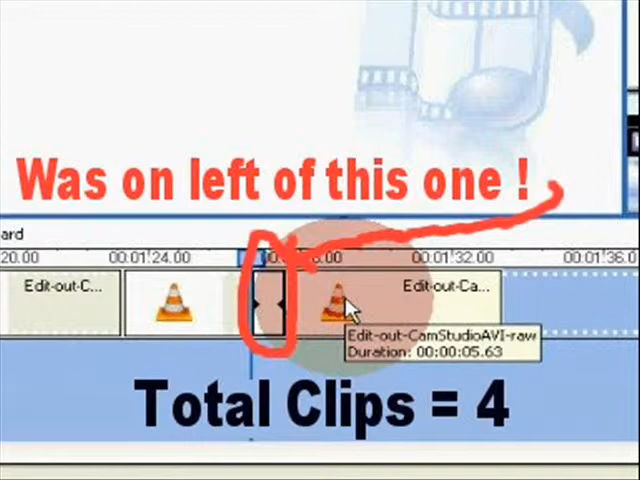 Was on left of this one !
ard
20.00 00:01:24.00 00:01:32.00 00:01:36.0
Edit-out-C... Edit-out-Ca...
Edit-out-CamStudioAVI-raw
Duration: 00:00:05.63
Total Clips = 4